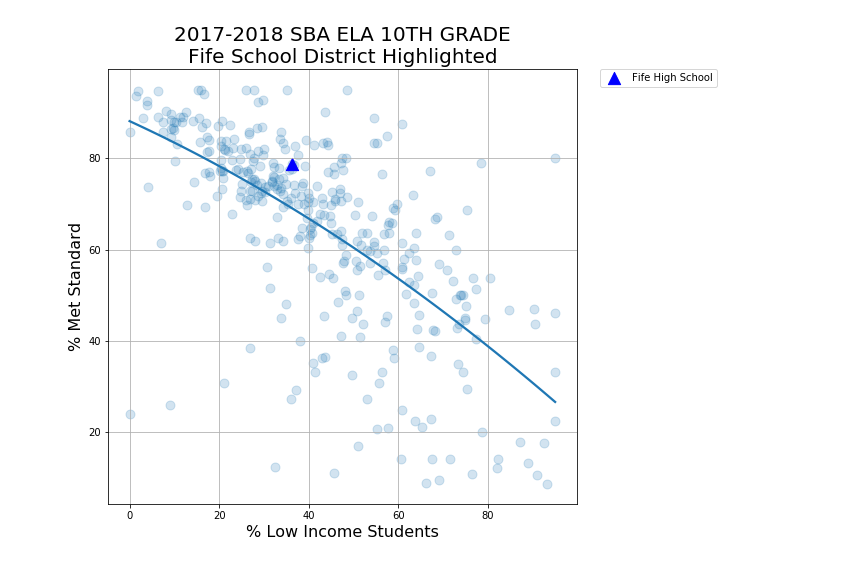 2017-2018 SBA ELA 10TH GRADE
Fife School District Highlighted
Fife High School
% Met Standard
80
60
40
20
0
20
40
60
80
% Low Income Students